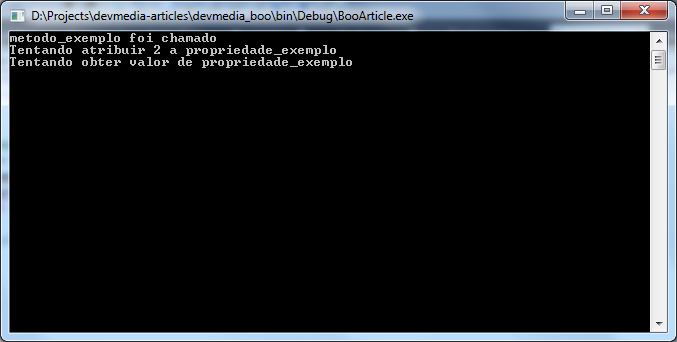 D:\Projects\devmedia-articles\devmedia_boo\bin\Debug\BooArticle.exe
metodo_exemplo foi chamado
Tentando atribuir 2 a propriedade_exemplo
Tentando obter valor de propriedade_exemplo